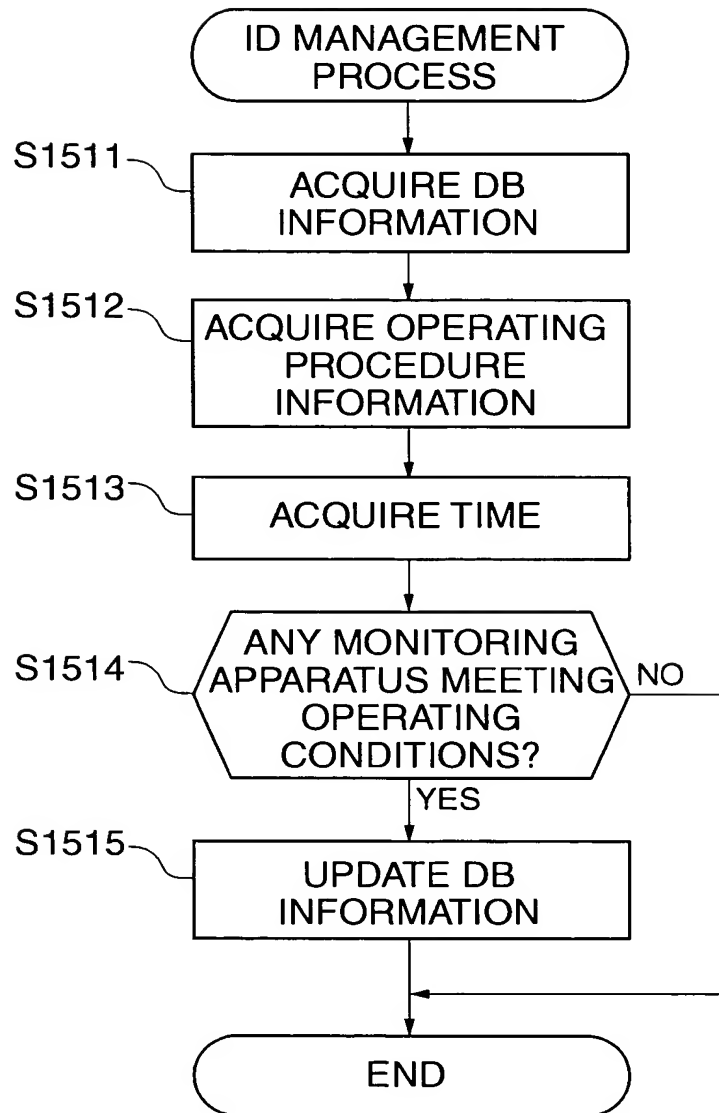 ID MANAGEMENT
PROCESS
S1511
ACQUIRE DB
INFORMATION
S1512
ACQUIRE OPERATING
PROCEDURE
INFORMATION
S1513
ACQUIRE TIME
S1514
ANY MONITORING
APPARATUS MEETING
OPERATING
CONDITIONS?
NO
YES
S1515
UPDATE DB
INFORMATION
END